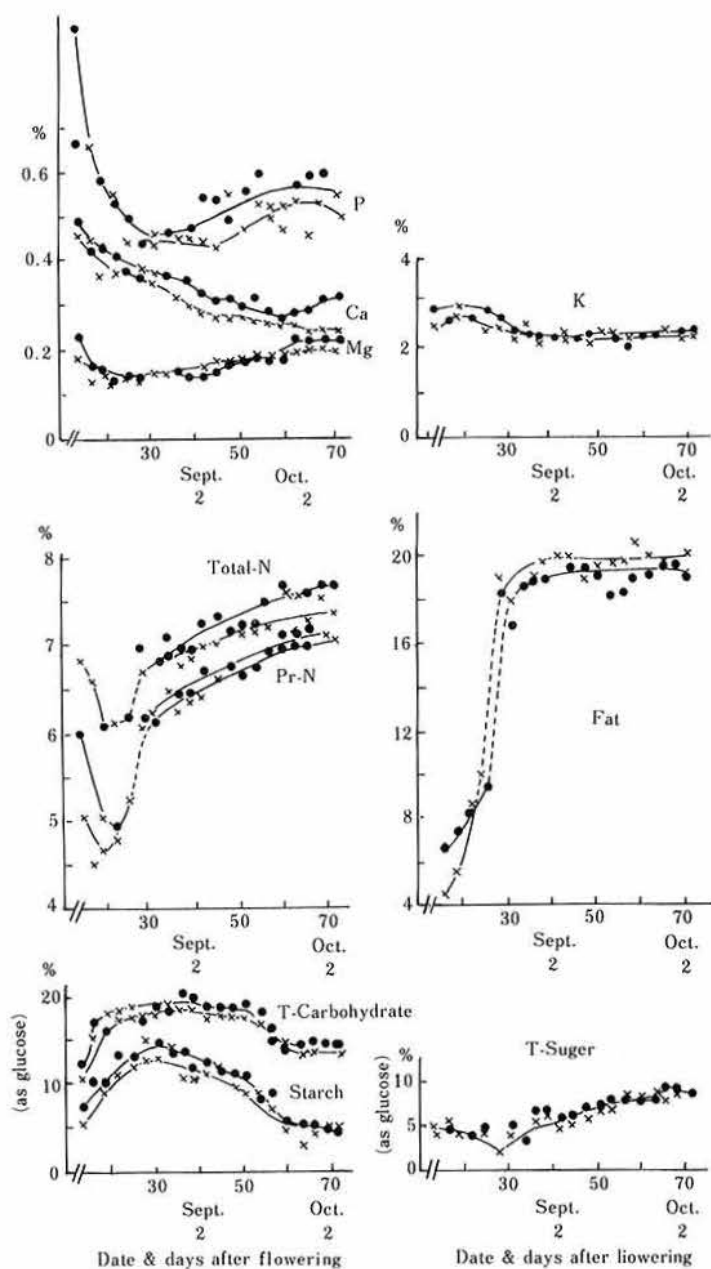 %
0.6
0.4
0.2
0
P
Ca
Mg
30 50 70
Sept. Oct.
2 2
4
%
2
0
K
30 50 70
Sept. Oct.
2 2
%
8
7
6
5
4
Total-N
Pr-N
30 50 70
Sept. Oct.
2 2
%
20
16
12
8
4
Fat
30 50 70
Sept. Oct.
2 2
%
20
10
0
(as glucose)
T-Carbohydrate
Starch
30 50 70
Sept. Oct.
2 2
Date & days after flowering
T-Suger
%
10
5
0
(as glucose)
30 50 70
Sept. Oct.
2 2
Date & days after liowering